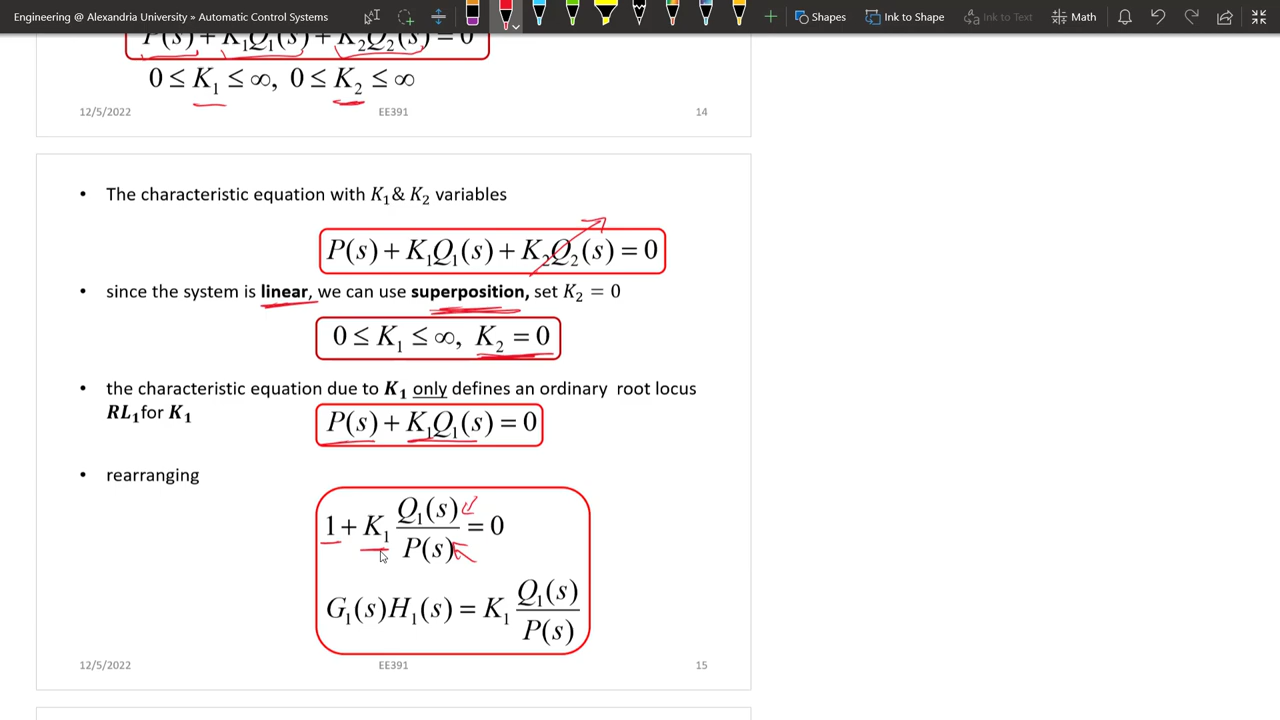 Engineering @ Alexandria University » Automatic Control Systems
Shapes
Ink to Shape
Ink to Text
Math
P(s) + K₁Q₁(s) + K₂Q₂(s) = 0
0 ≤ K₁ ≤ ∞, 0 ≤ K₂ ≤ ∞
12/5/2022 EE391 14
• The characteristic equation with K₁& K₂ variables
P(s) + K₁Q₁(s) + K₂Q₂(s) = 0
• since the system is linear, we can use superposition, set K₂ = 0
0 ≤ K₁ ≤ ∞, K₂ = 0
• the characteristic equation due to K₁ only defines an ordinary root locus
RL₁for K₁
P(s) + K₁Q₁(s) = 0
• rearranging
1 + K₁ Q₁(s)/P(s) = 0
G₁(s)H₁(s) = K₁ Q₁(s)/P(s)
12/5/2022 EE391 15